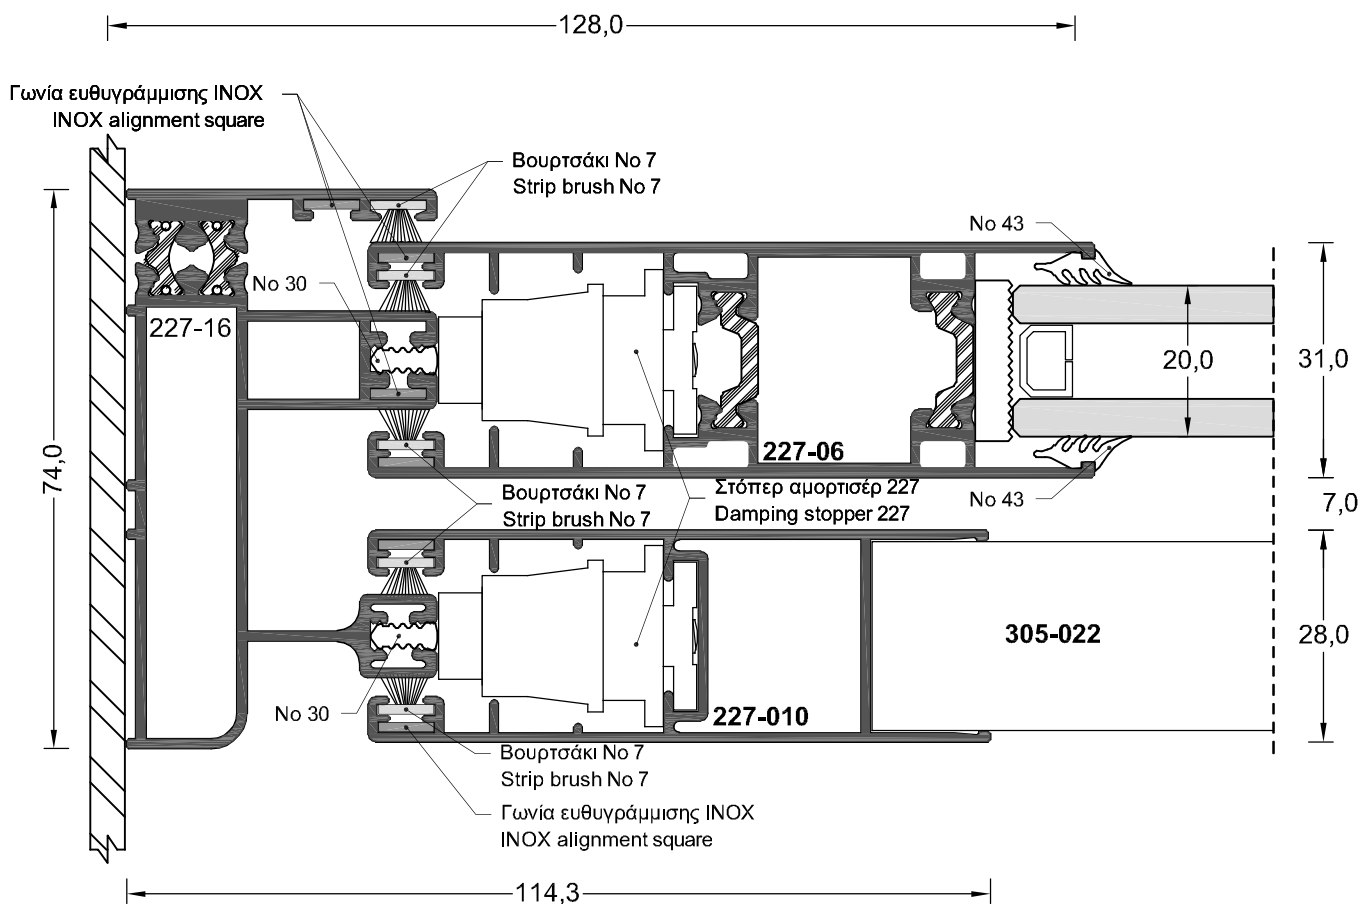 128,0
Γωνία ευθυγράμμισης INOX
INOX alignment square
Βουρτσάκι No 7
Strip brush No 7
No 43
No 30
227-16
20,0
31,0
74,0
227-06
Βουρτσάκι No 7
Strip brush No 7
Στόπερ αμορτισέρ 227
Damping stopper 227
No 43
7,0
305-022
28,0
No 30
227-010
Βουρτσάκι No 7
Strip brush No 7
Γωνία ευθυγράμμισης INOX
INOX alignment square
114,3